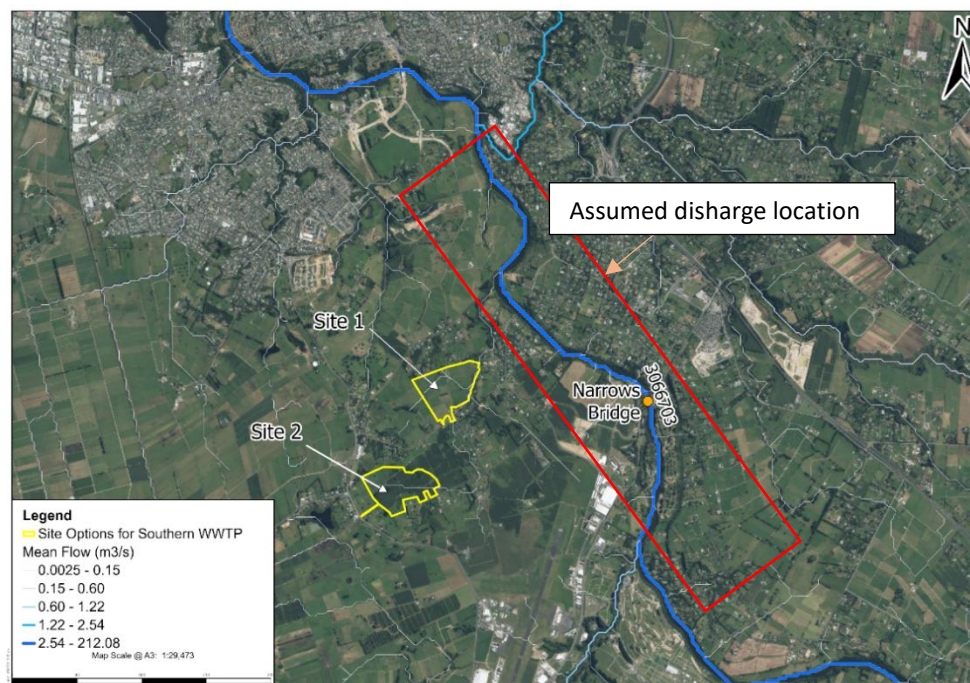 N
Assumed disharge location
Site 1
3066703
Narrows
Bridge
Site 2
Legend
Site Options for Southern WWTP
Mean Flow (m3/s)
0.0025 - 0.15
0.15 - 0.60
0.60 - 1.22
1.22 - 2.54
2.54 - 212.08
Map Scale @ A3: 1:29,473